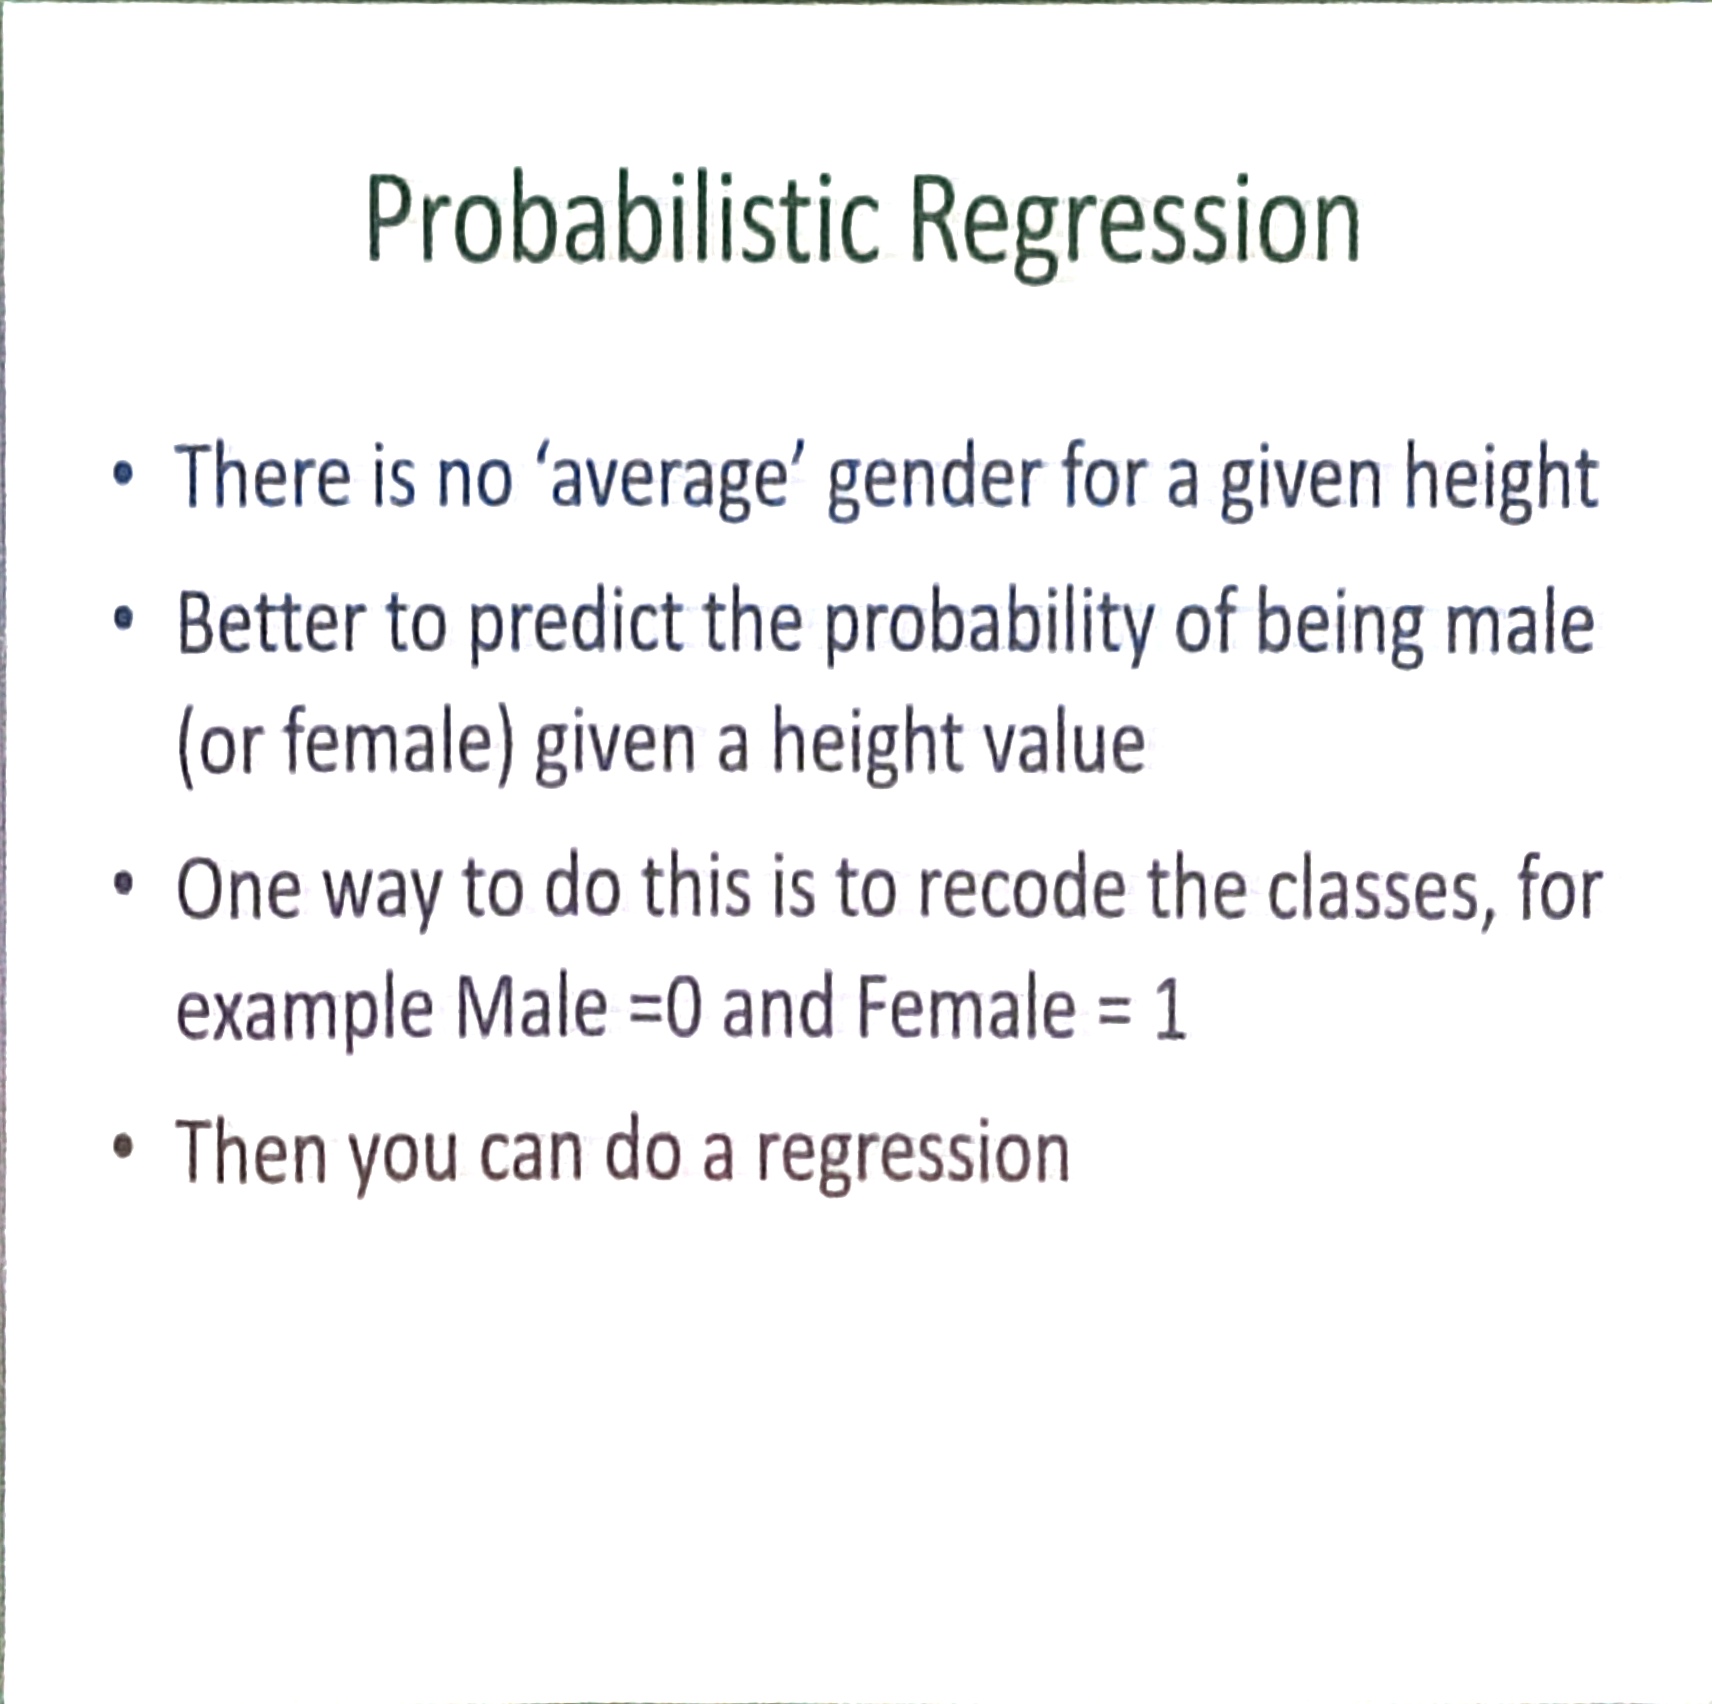 Probabilistic Regression
• There is no ‘average’ gender for a given height
• Better to predict the probability of being male
(or female) given a height value
• One way to do this is to recode the classes, for
example Male =0 and Female = 1
• Then you can do a regression